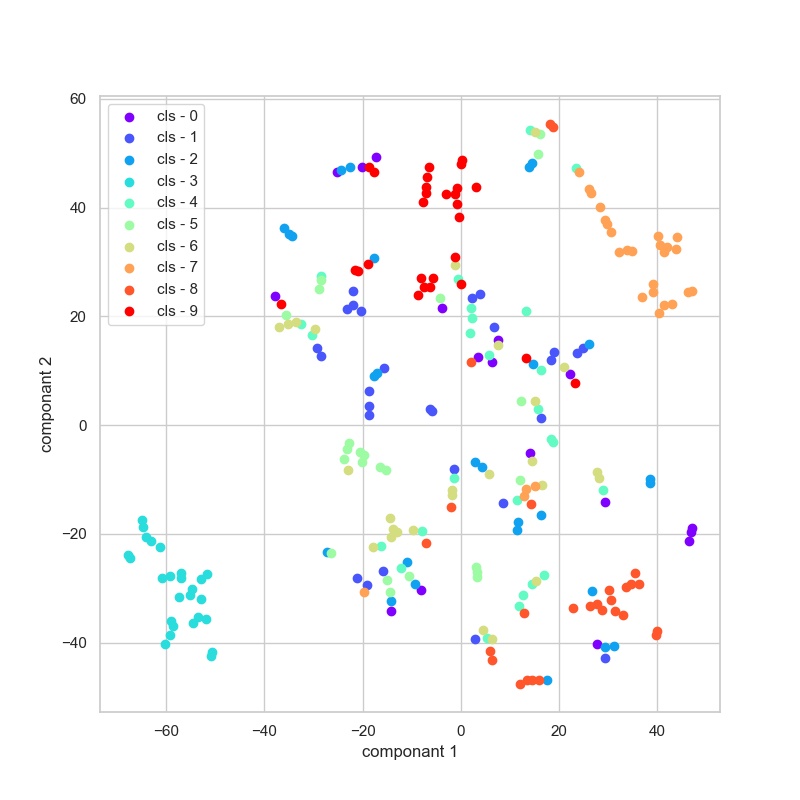 60
40
20
0
−20
−40
componant 2
cls - 0
cls - 1
cls - 2
cls - 3
cls - 4
cls - 5
cls - 6
cls - 7
cls - 8
cls - 9
−60 −40 −20 0 20 40
componant 1